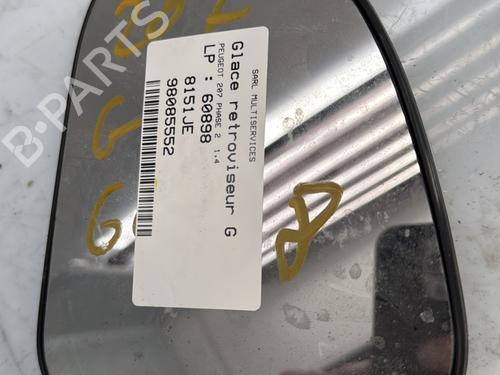 SARL MULTISERVICES
Glace retroviseur G
PEUGEOT 207 PHASE 2 1,4
LP : 60898
8151JE
98085552
B-PARTS